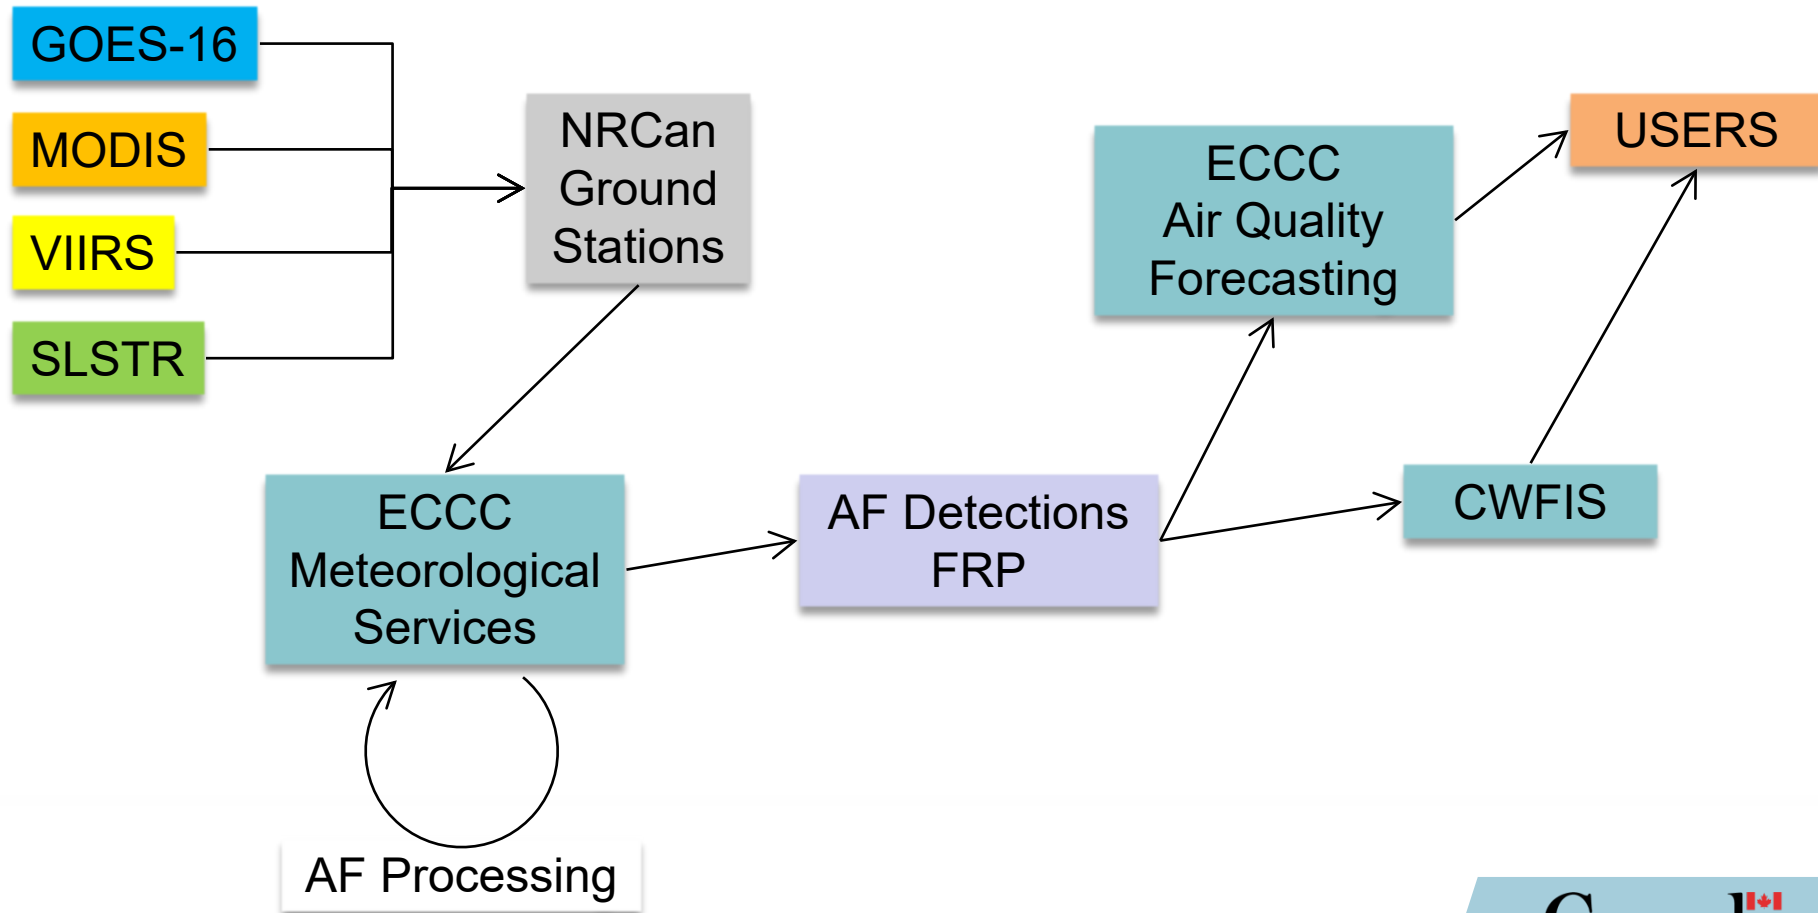 GOES-16
MODIS
VIIRS
SLSTR
NRCan
Ground
Stations
ECCC
Air Quality
Forecasting
USERS
ECCC
Meteorological
Services
AF Detections
FRP
CWFIS
AF Processing